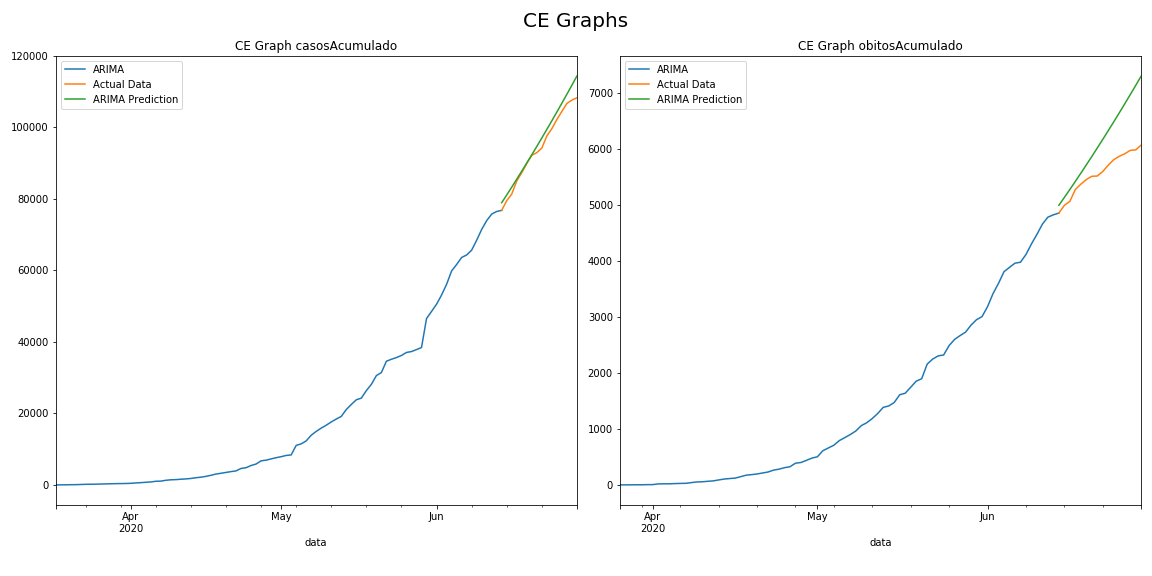 CE Graphs
CE Graph casosAcumulado
ARIMA
Actual Data
ARIMA Prediction
120000
100000
80000
60000
40000
20000
0
Apr
2020
May
Jun
data
CE Graph obitosAcumulado
ARIMA
Actual Data
ARIMA Prediction
7000
6000
5000
4000
3000
2000
1000
0
Apr
2020
May
Jun
data